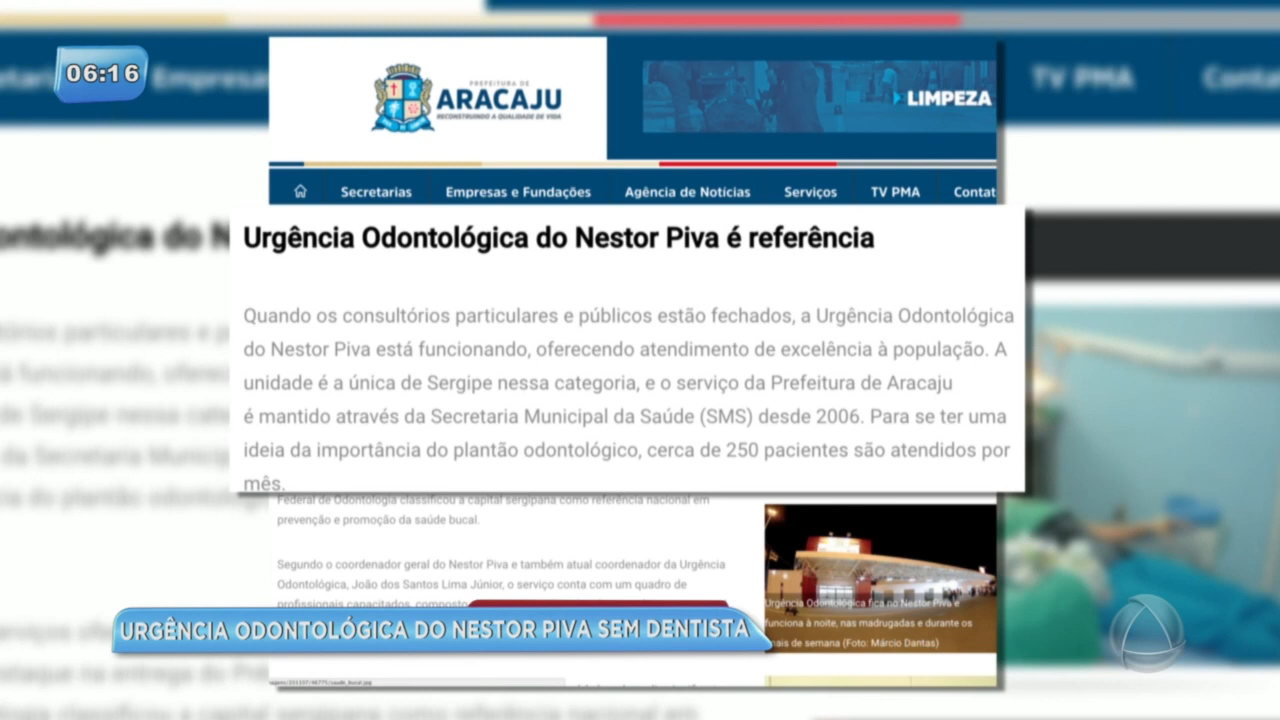 06:16
Empresa
TV PMA
Conta
PREFEITURA DE
ARACAJU
RECONSTRUINDO A QUALIDADE DE VIDA
LIMPEZA
Secretarias
Empresas e Fundações
Agência de Notícias
Serviços
TV PMA
Contat
ontológica do N
Urgência Odontológica do Nestor Piva é referência
Quando os consultórios particulares e públicos estão fechados, a Urgência Odontológica
do Nestor Piva está funcionando, oferecendo atendimento de excelência à população. A
unidade é a única de Sergipe nessa categoria, e o serviço da Prefeitura de Aracaju
é mantido através da Secretaria Municipal da Saúde (SMS) desde 2006. Para se ter uma
ideia da importância do plantão odontológico, cerca de 250 pacientes são atendidos por
mês.
Federal de Odontologia classificou a capital sergipana como referência nacional em
prevenção e promoção da saúde bucal.
Segundo o coordenador geral do Nestor Piva e também atual coordenador da Urgência
Odontológica, João dos Santos Lima Júnior, o serviço conta com um quadro de
profissionais capacitados, composto
Urgência Odontológica fica no Nestor Piva e
funciona à noite, nas madrugadas e durante os
mais de semana (Foto: Márcio Dantas)
URGÊNCIA ODONTOLÓGICA DO NESTOR PIVA SEM DENTISTA